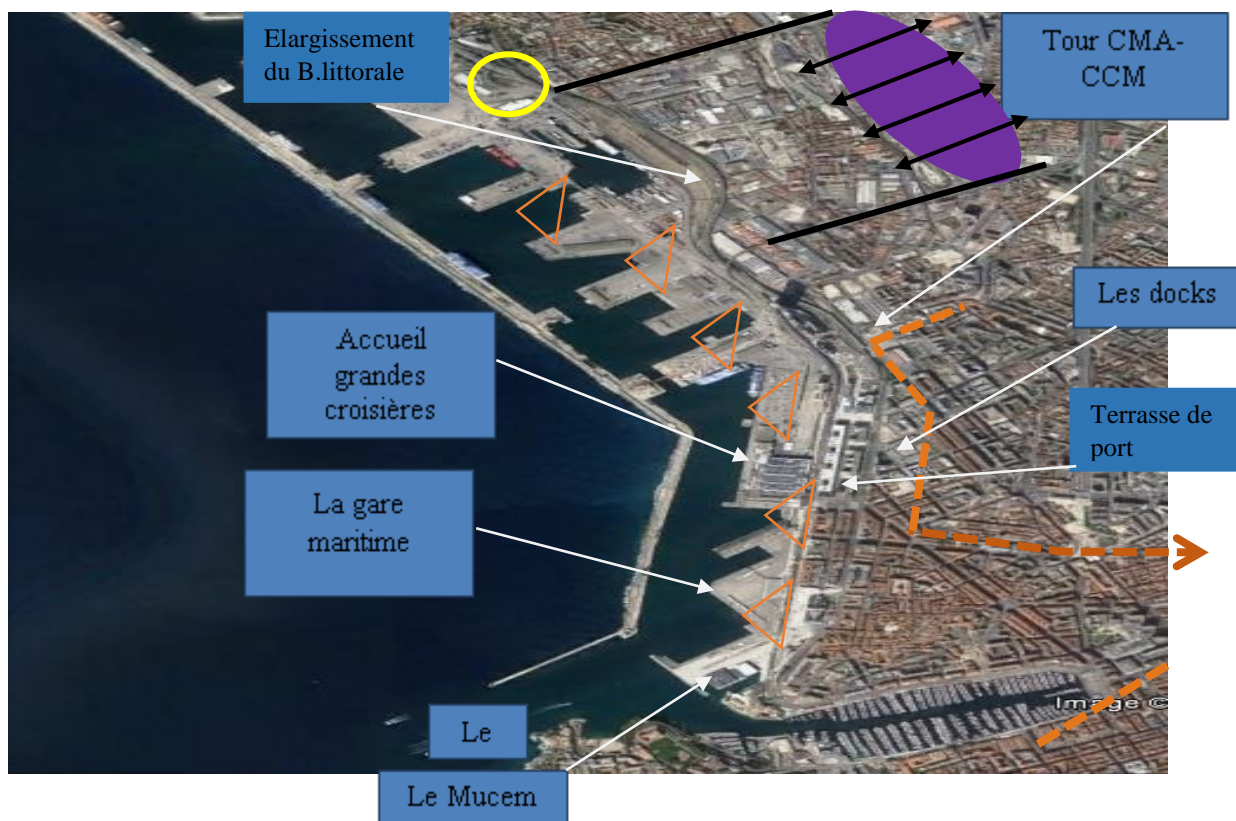 Elargissement
du B.littorale
Tour CMA-
CCM
Les docks
Accueil
grandes
croisières
Terrasse de
port
La gare
maritime
Image ©
Le
Le Mucem